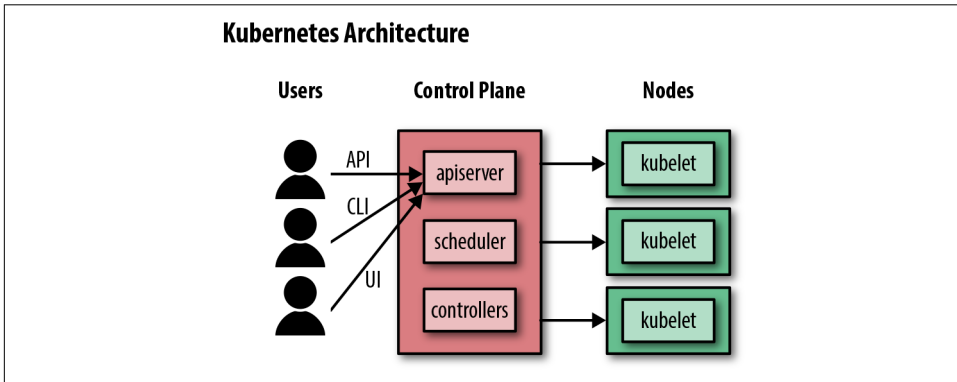 Kubernetes Architecture
Users
Control Plane
Nodes
API
CLI
UI
apiserver
scheduler
controllers
kubelet
kubelet
kubelet